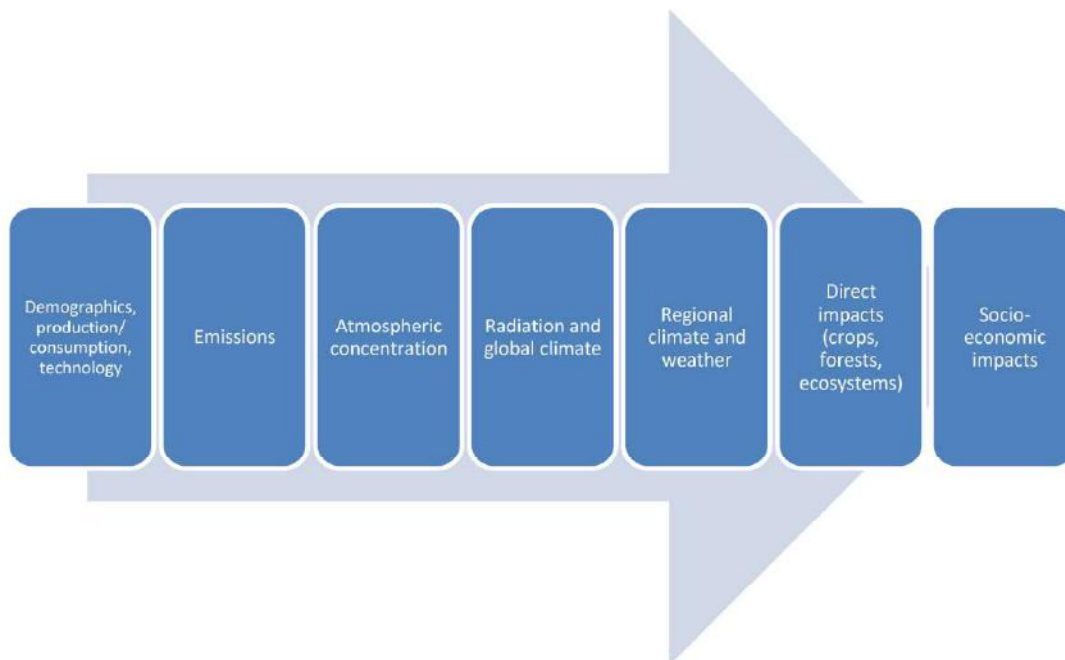 Demographics,
production/
consumption,
technology
Emissions
Atmospheric
concentration
Radiation and
global climate
Regional
climate and
weather
Direct
impacts
(crops,
forests,
ecosystems)
Socio-
economic
impacts